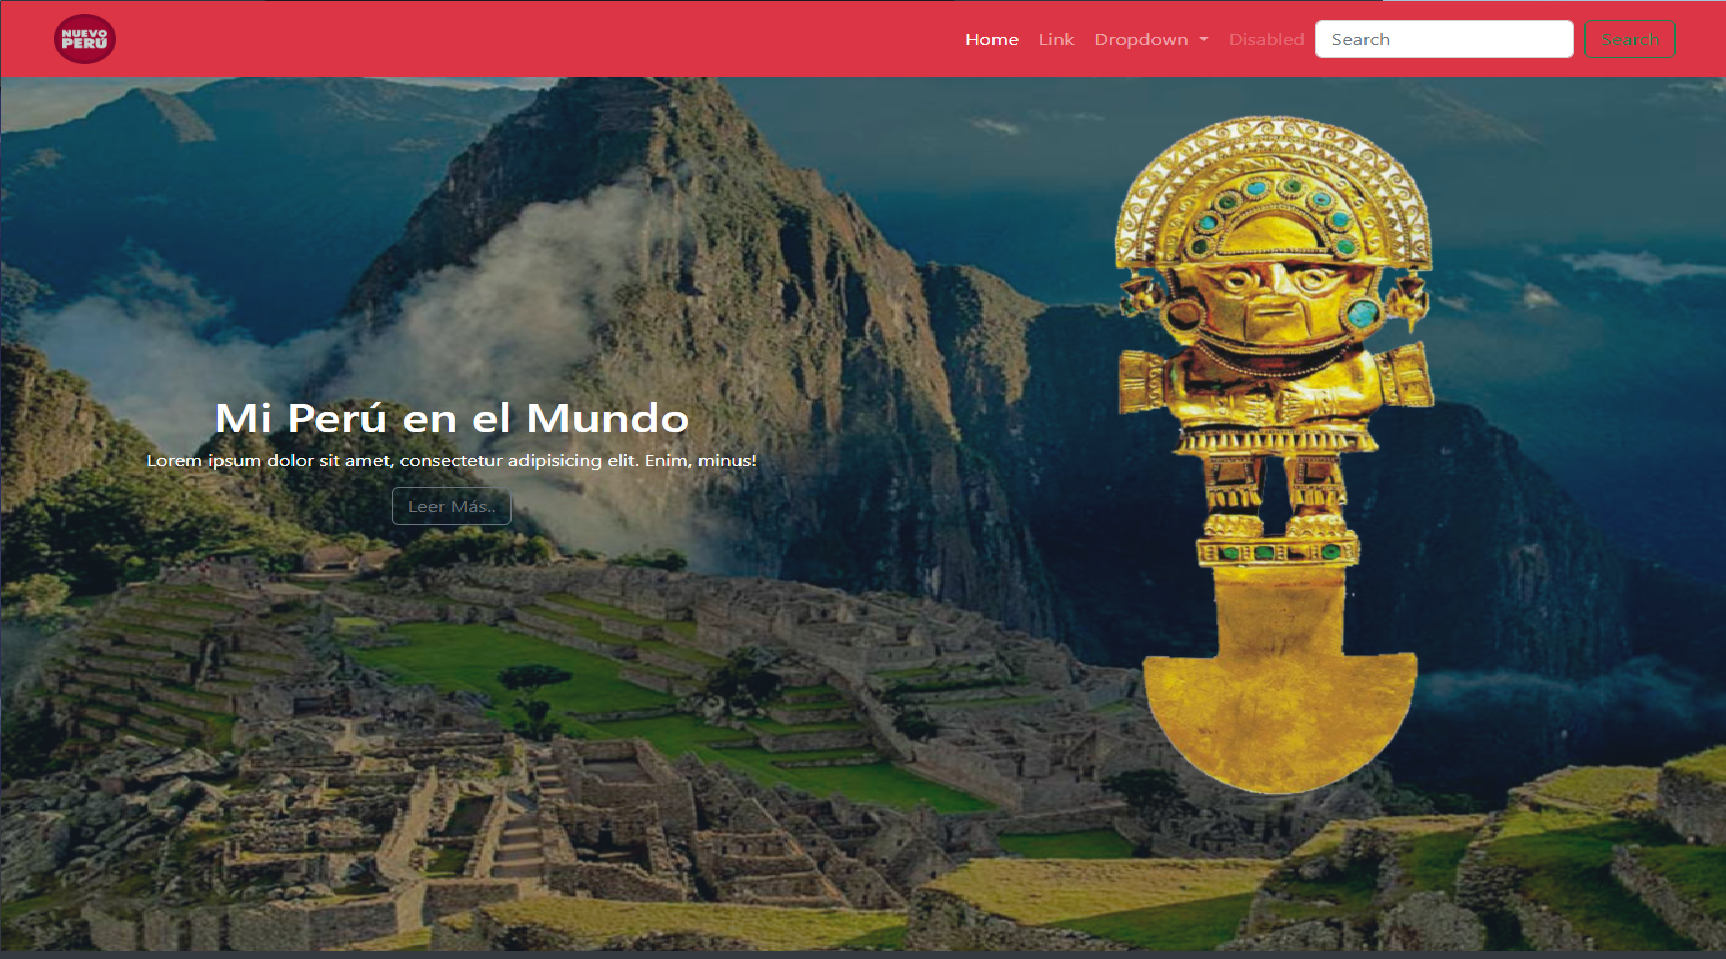 NUEVO
PERÚ
Home Link Dropdown Disabled Search Search
Mi Perú en el Mundo
Lorem ipsum dolor sit amet, consectetur adipisicing elit. Enim, minus!
Leer Más..